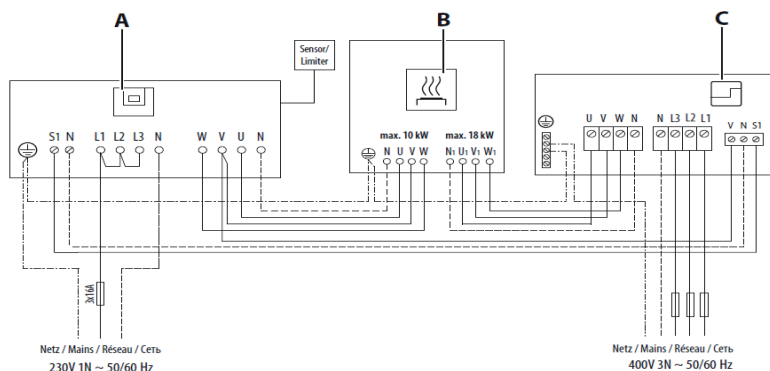 A
B
C
Sensor/
Limiter
S1 N L1 L2 L3 N W V U N
max. 10 kW max. 18 kW
N U V W N1 U1 V1 W1
U V W N N L3 L2 L1
V N S1
3x16A
Netz / Mains / Réseau / Сеть
230V 1N ~ 50/60 Hz
Netz / Mains / Réseau / Сеть
400V 3N ~ 50/60 Hz